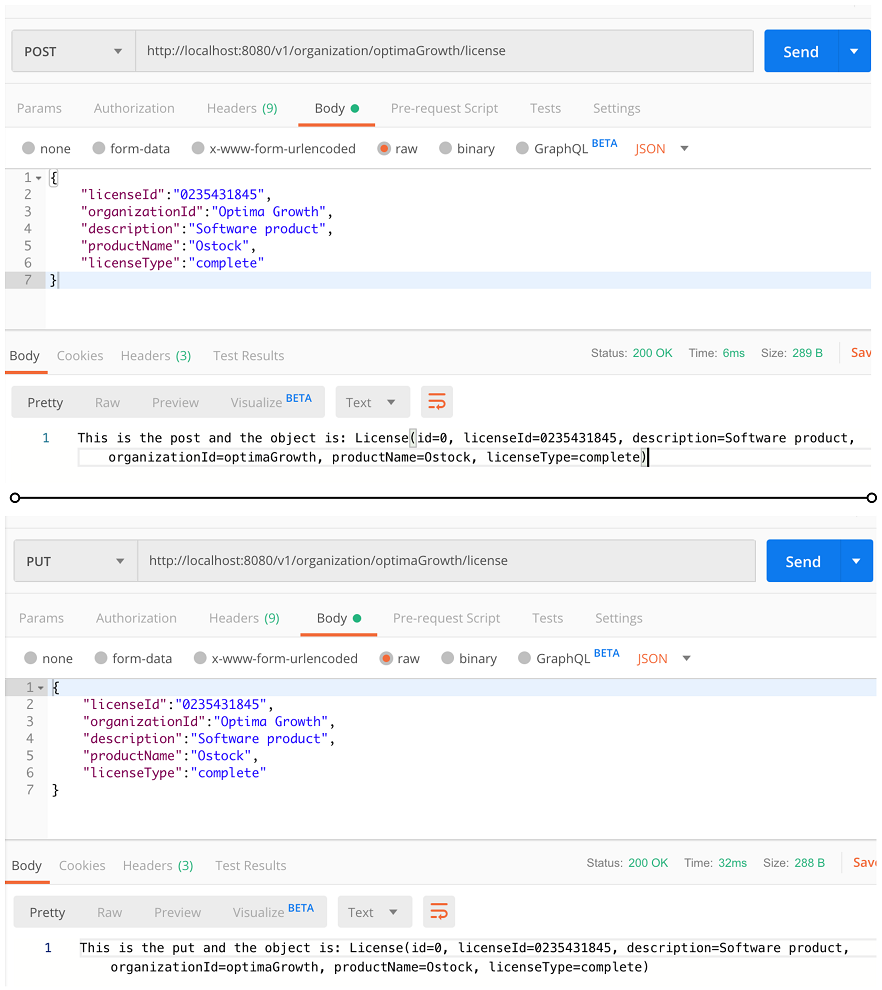 POST http://localhost:8080/v1/organization/optimaGrowth/license Send
Params Authorization Headers (9) Body Pre-request Script Tests Settings
none form-data x-www-form-urlencoded raw binary GraphQL BETA JSON
1 {
2 "licenseId":"0235431845",
3 "organizationId":"Optima Growth",
4 "description":"Software product",
5 "productName":"Ostock",
6 "licenseType":"complete"
7 }
Body Cookies Headers (3) Test Results Status: 200 OK Time: 6ms Size: 289 B Sav
Pretty Raw Preview Visualize BETA Text
1 This is the post and the object is: License(id=0, licenseId=0235431845, description=Software product,
organizationId=optimaGrowth, productName=Ostock, licenseType=complete)
PUT http://localhost:8080/v1/organization/optimaGrowth/license Send
Params Authorization Headers (9) Body Pre-request Script Tests Settings
none form-data x-www-form-urlencoded raw binary GraphQL BETA JSON
1 {
2 "licenseId":"0235431845",
3 "organizationId":"Optima Growth",
4 "description":"Software product",
5 "productName":"Ostock",
6 "licenseType":"complete"
7 }
Body Cookies Headers (3) Test Results Status: 200 OK Time: 32ms Size: 288 B Save
Pretty Raw Preview Visualize BETA Text
1 This is the put and the object is: License(id=0, licenseId=0235431845, description=Software product,
organizationId=optimaGrowth, productName=Ostock, licenseType=complete)